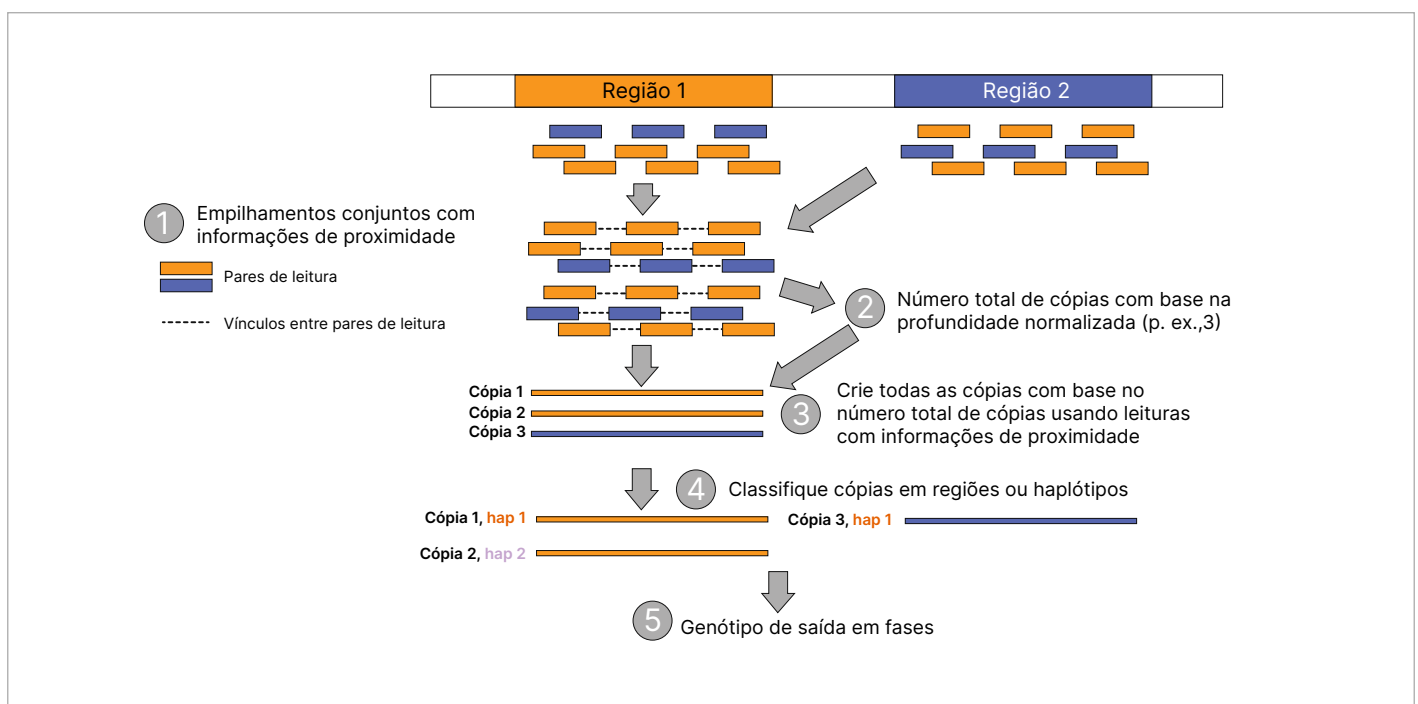 Região 1
Região 2
1
Empilhamentos conjuntos com
informações de proximidade
Pares de leitura
Vínculos entre pares de leitura
2
Número total de cópias com base na
profundidade normalizada (p. ex.,3)
Cópia 1
Cópia 2
Cópia 3
3
Crie todas as cópias com base no
número total de cópias usando leituras
com informações de proximidade
4
Classifique cópias em regiões ou haplótipos
Cópia 1, hap 1
Cópia 3, hap 1
Cópia 2, hap 2
5
Genótipo de saída em fases